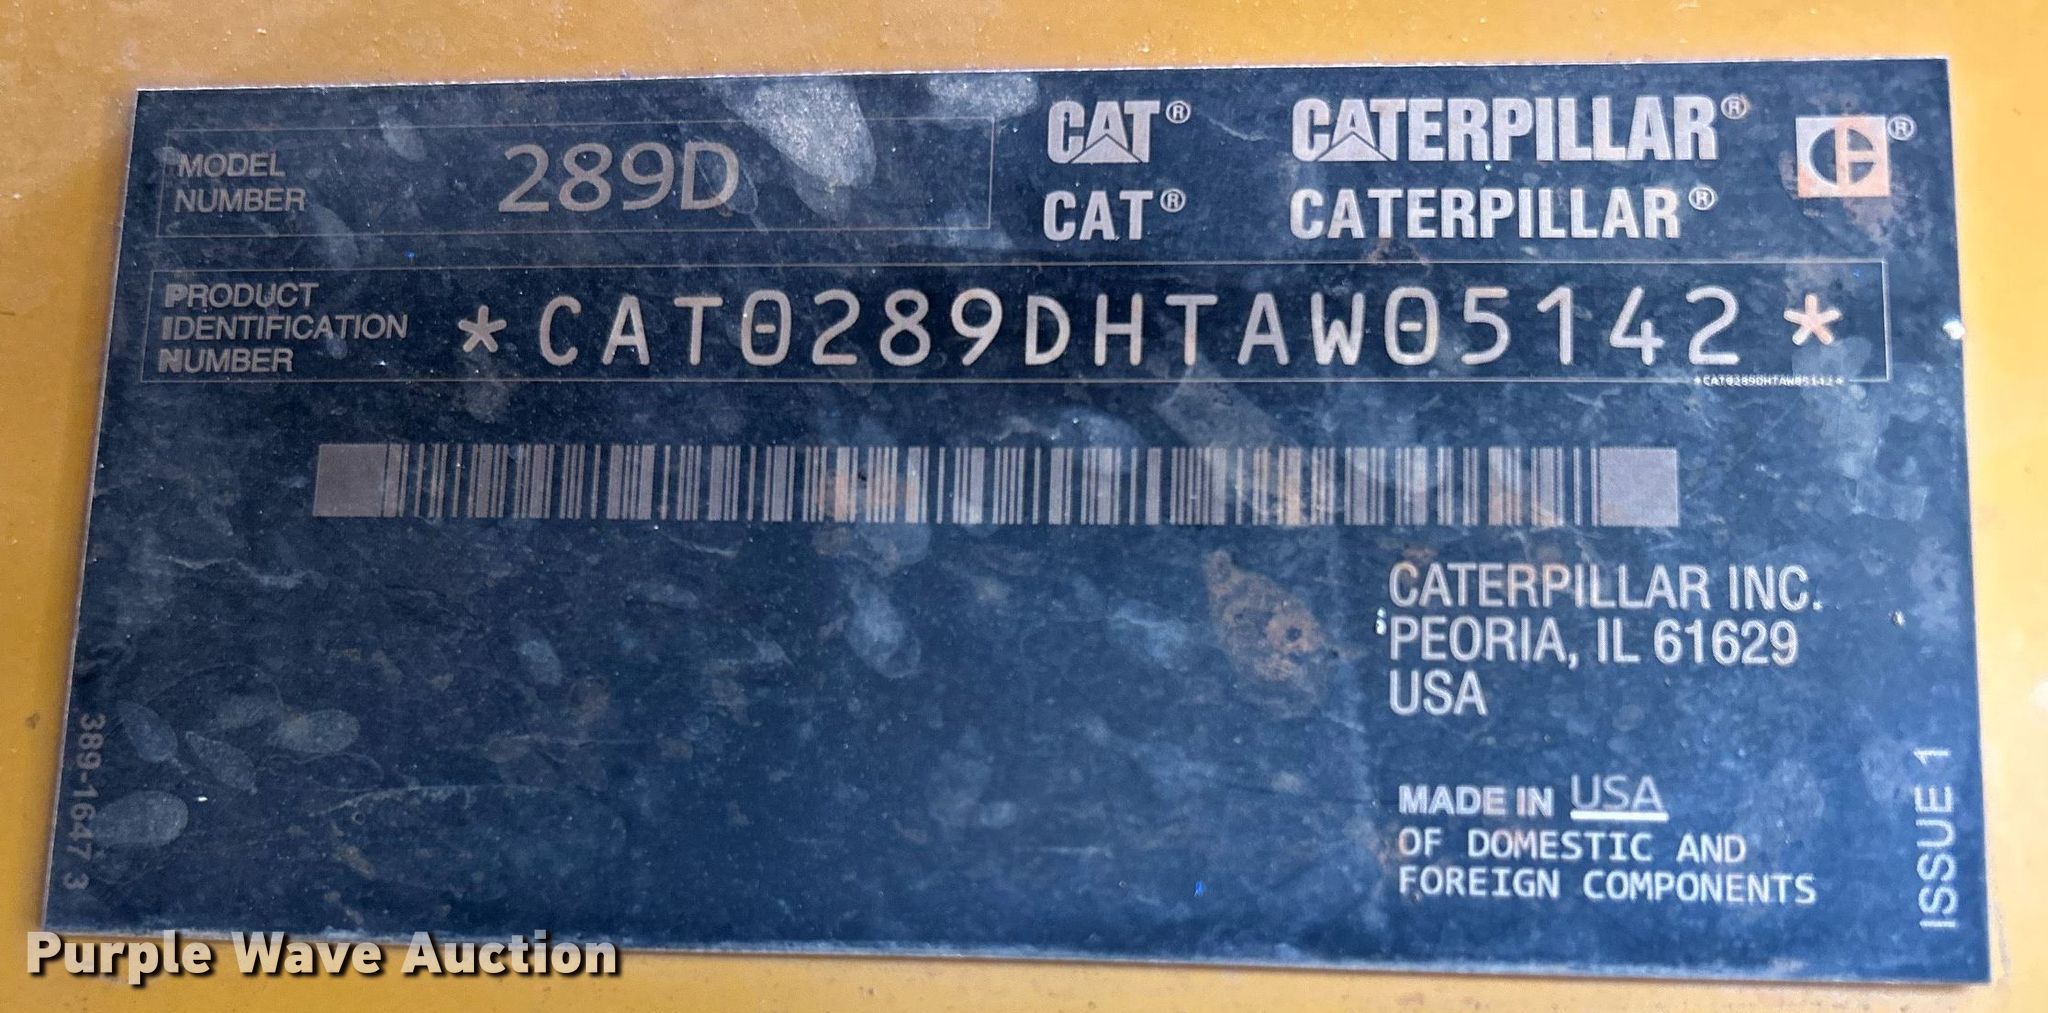 MODEL
NUMBER
289D
CAT® CATERPILLAR® C®
CAT® CATERPILLAR®
PRODUCT
IDENTIFICATION
NUMBER
*CAT0289DHTAW05142*
*CAT0289DHTAW05142*
CATERPILLAR INC.
PEORIA, IL 61629
USA
MADE IN USA
OF DOMESTIC AND
FOREIGN COMPONENTS
389-1647 3
ISSUE 1
Purple Wave Auction